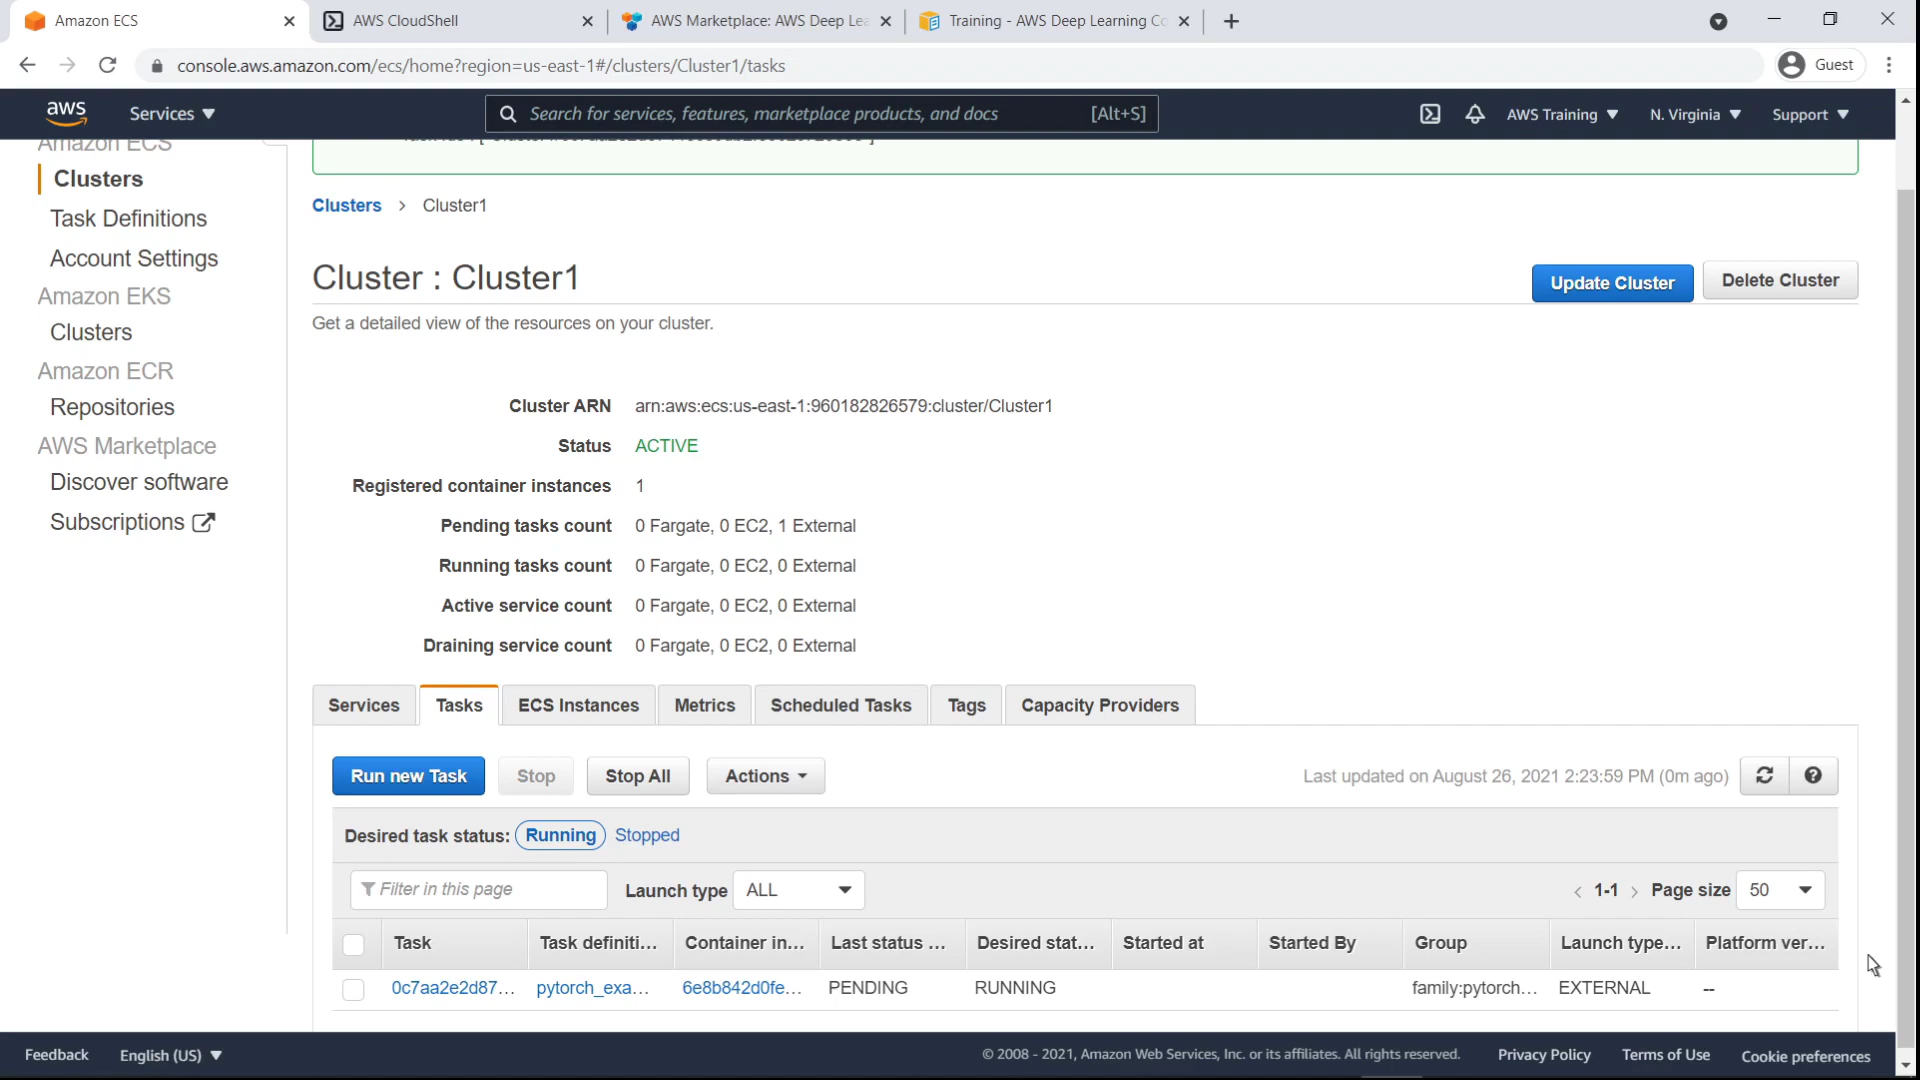 Amazon ECS
AWS CloudShell
AWS Marketplace: AWS Deep Lea
Training - AWS Deep Learning Co
console.aws.amazon.com/ecs/home?region=us-east-1#/clusters/Cluster1/tasks
Guest
aws
Services
Search for services, features, marketplace products, and docs
[Alt+S]
AWS Training
N. Virginia
Support
Amazon ECS
Clusters
Task Definitions
Account Settings
Amazon EKS
Clusters
Amazon ECR
Repositories
AWS Marketplace
Discover software
Subscriptions
Clusters > Cluster1
Cluster : Cluster1
Update Cluster
Delete Cluster
Get a detailed view of the resources on your cluster.
Cluster ARN arn:aws:ecs:us-east-1:960182826579:cluster/Cluster1
Status ACTIVE
Registered container instances 1
Pending tasks count 0 Fargate, 0 EC2, 1 External
Running tasks count 0 Fargate, 0 EC2, 0 External
Active service count 0 Fargate, 0 EC2, 0 External
Draining service count 0 Fargate, 0 EC2, 0 External
Services Tasks ECS Instances Metrics Scheduled Tasks Tags Capacity Providers
Run new Task Stop Stop All Actions Last updated on August 26, 2021 2:23:59 PM (0m ago)
Desired task status: Running Stopped
Filter in this page Launch type ALL < 1-1 > Page size 50
Task Task definiti... Container in... Last status ... Desired stat... Started at Started By Group Launch type... Platform ver...
0c7aa2e2d87... pytorch_exa... 6e8b842d0fe... PENDING RUNNING family:pytorch... EXTERNAL --
Feedback English (US) © 2008 - 2021, Amazon Web Services, Inc. or its affiliates. All rights reserved. Privacy Policy Terms of Use Cookie preferences